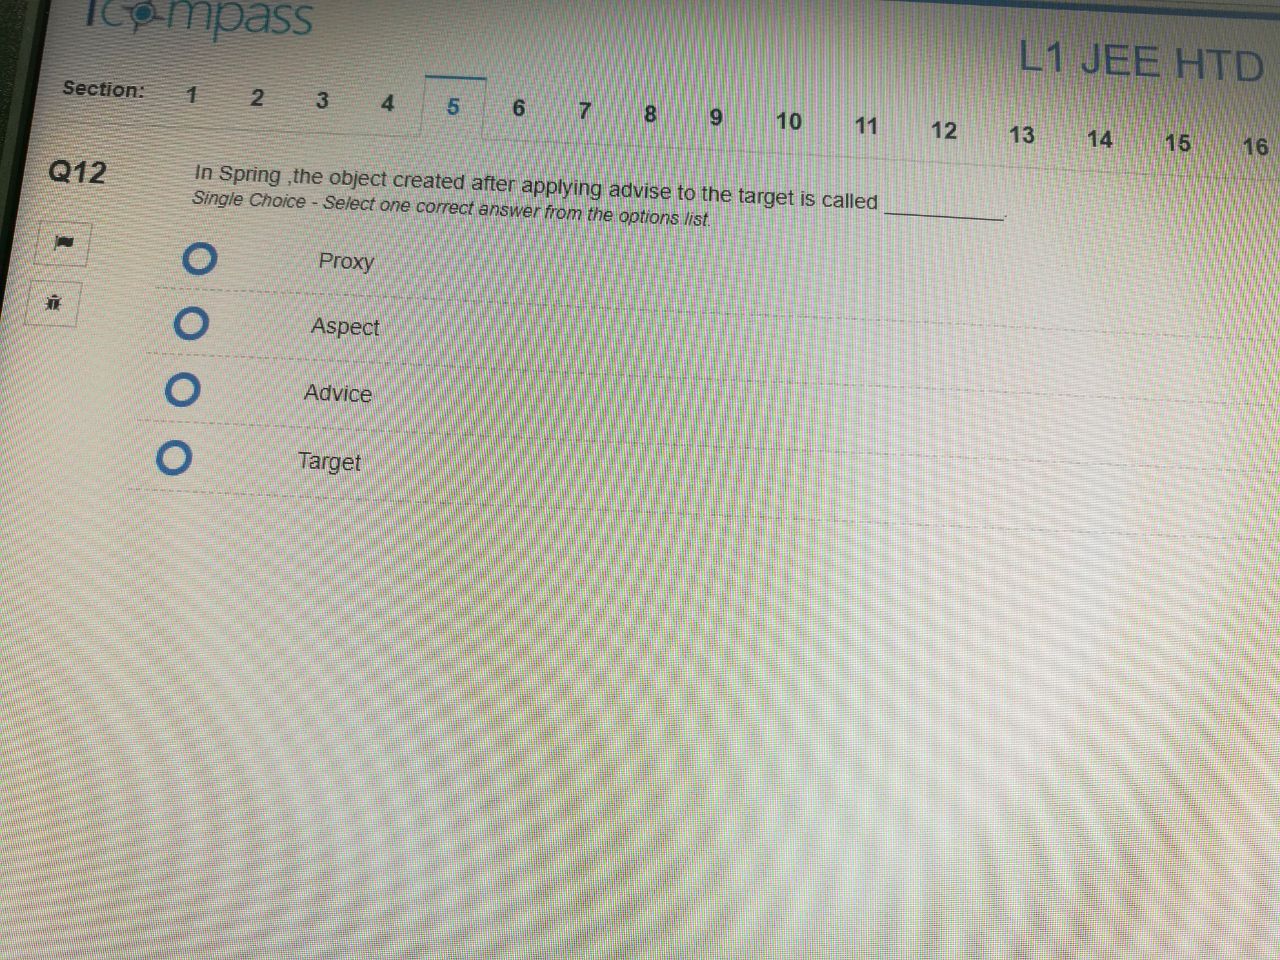 iCompass
L1 JEE HTD
Section: 1 2 3 4 5 6 7 8 9 10 11 12 13 14 15 16
Q12
In Spring ,the object created after applying advise to the target is called ____________.
Single Choice - Select one correct answer from the options list.
Proxy
Aspect
Advice
Target